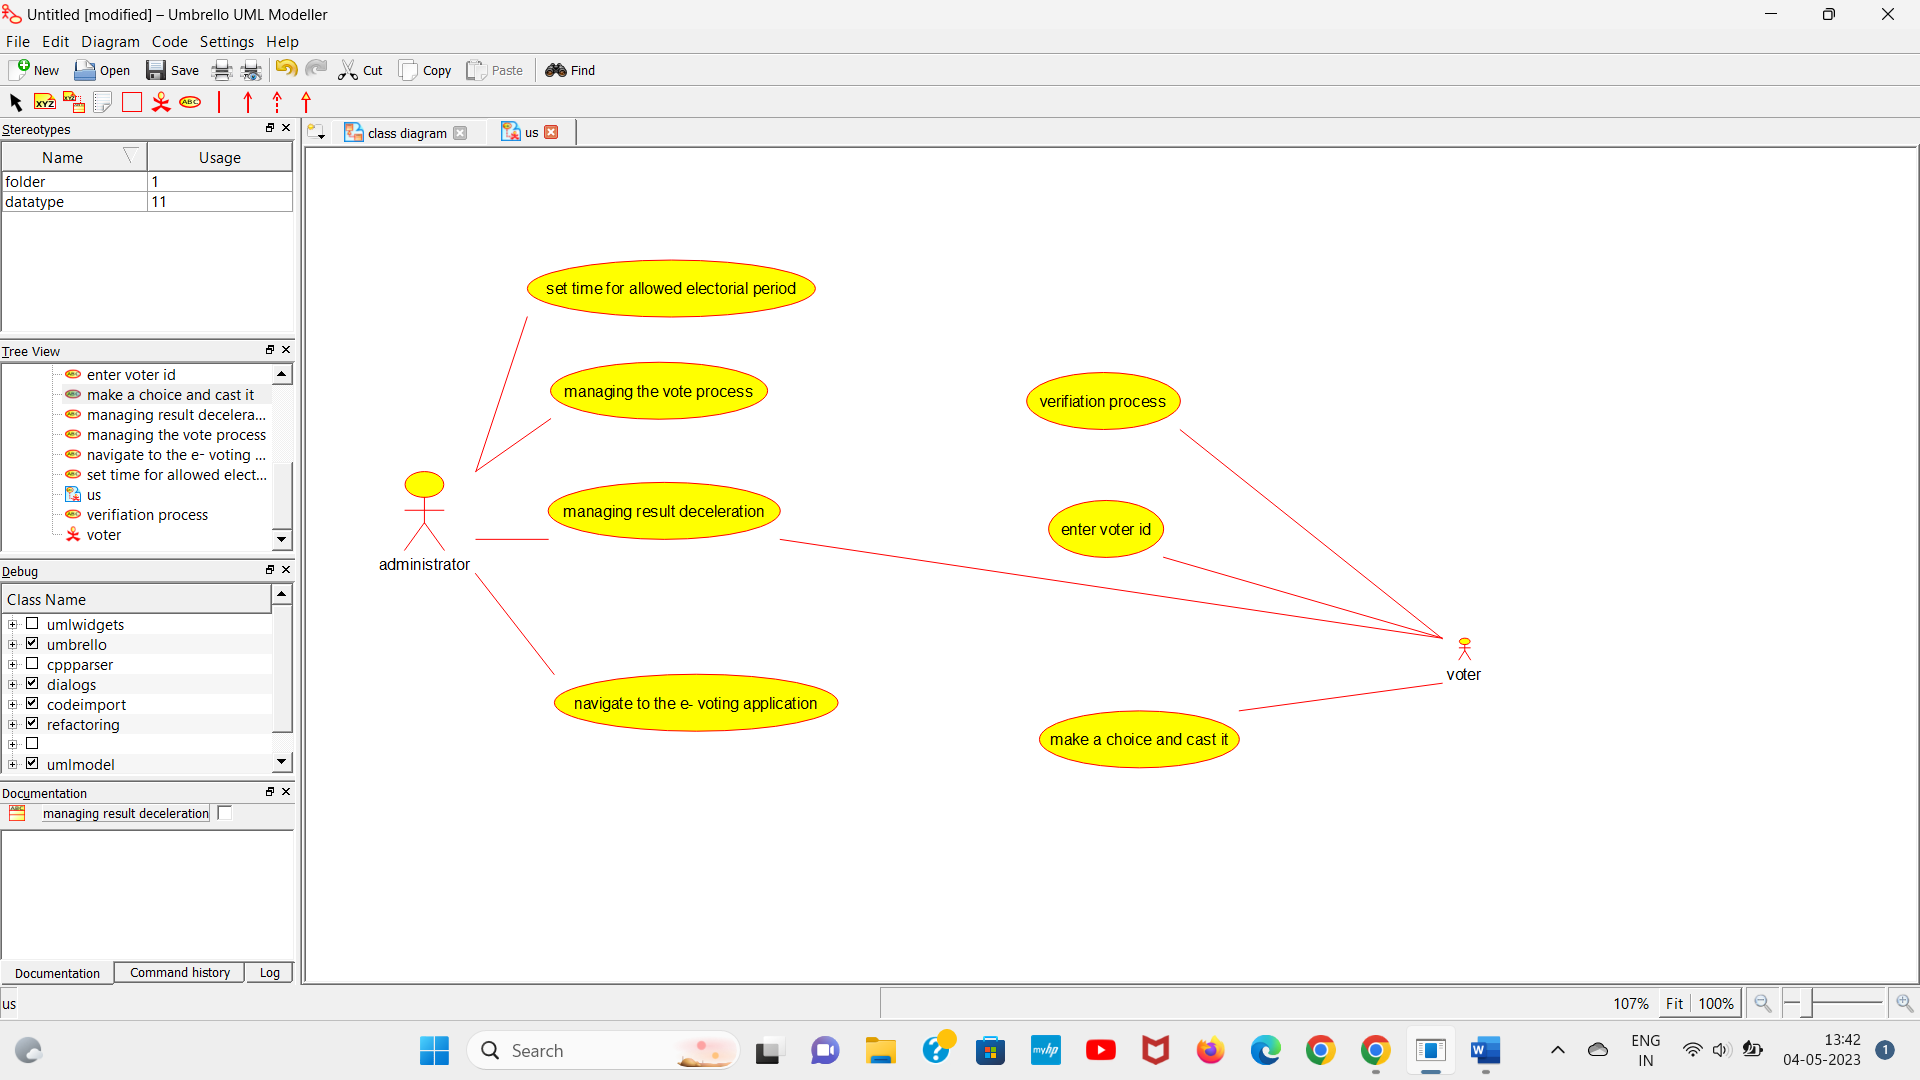 Untitled [modified] – Umbrello UML Modeller
File Edit Diagram Code Settings Help
New Open Save Cut Copy Paste Find
XYZ XYZ ABC
Stereotypes
Name Usage
folder 1
datatype 11
Tree View
enter voter id
make a choice and cast it
managing result decelera...
managing the vote process
navigate to the e- voting ...
set time for allowed elect...
us
verifiation process
voter
Debug
Class Name
umlwidgets
umbrello
cppparser
dialogs
codeimport
refactoring
umlmodel
Documentation
managing result deceleration
Documentation Command history Log
us
class diagram us
set time for allowed electorial period
managing the vote process
managing result deceleration
administrator
navigate to the e- voting application
verifiation process
enter voter id
voter
make a choice and cast it
107% Fit 100%
Search
myhp
W
ENG
IN
13:42
04-05-2023
1